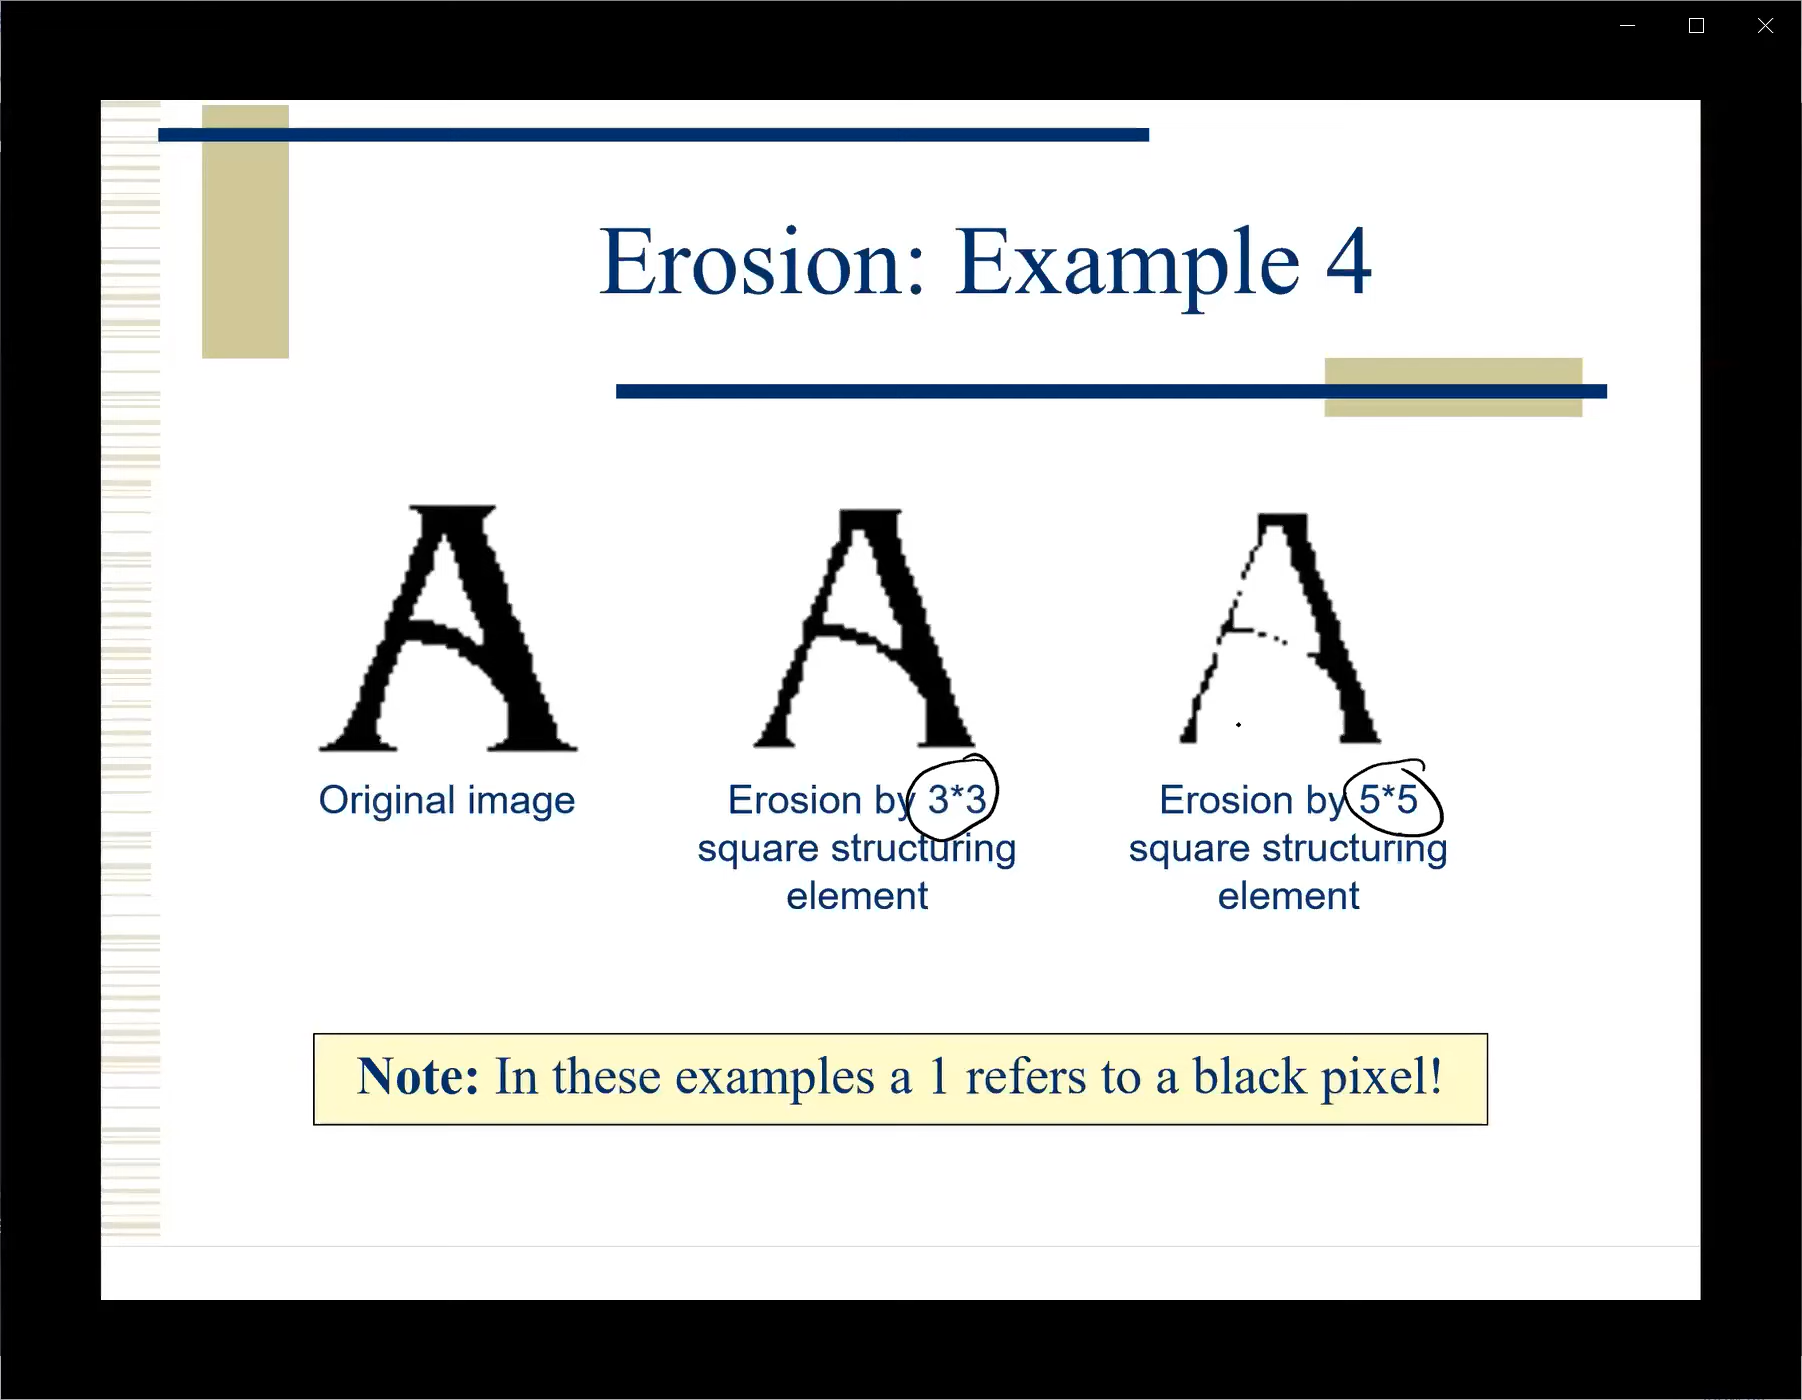 Erosion: Example 4
A A A
Original image
Erosion by 3*3
square structuring
element
Erosion by 5*5
square structuring
element
Note: In these examples a 1 refers to a black pixel!